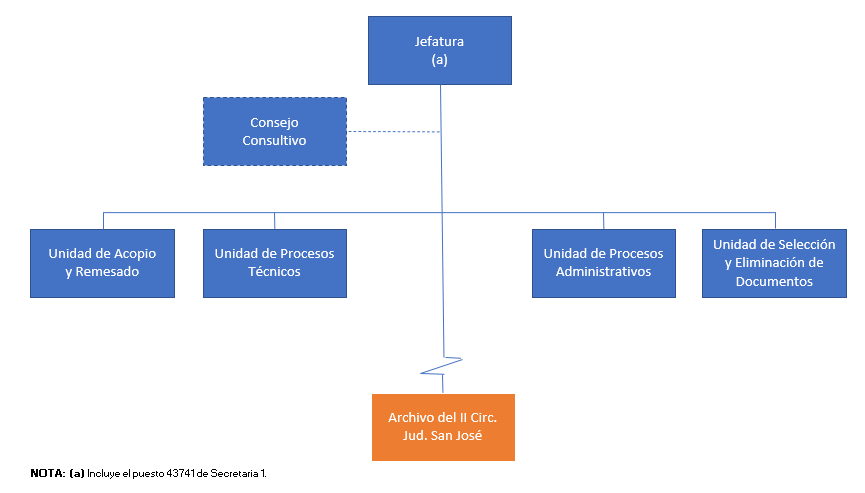 Jefatura
(a)
Consejo
Consultivo
Unidad de Acopio
y Remesado
Unidad de Procesos
Técnicos
Unidad de Procesos
Administrativos
Unidad de Selección
y Eliminación de
Documentos
Archivo del II Circ.
Jud. San José
NOTA: (a) Incluye el puesto 43741 de Secretaria 1.